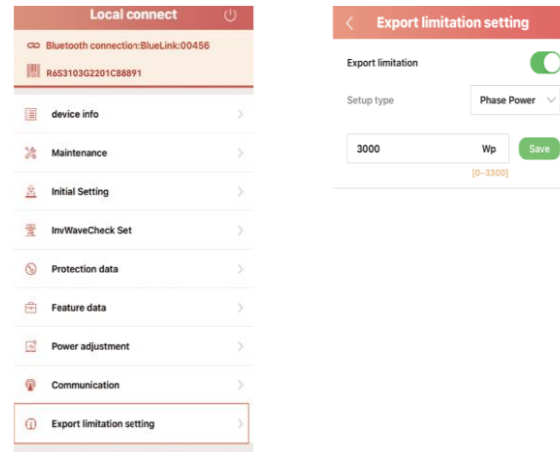 Local connect
Bluetooth connection:BlueLink:00456
R6S3103G2201C88891
device info
Maintenance
Initial Setting
InvWaveCheck Set
Protection data
Feature data
Power adjustment
Communication
Export limitation setting
Export limitation setting
Export limitation
Setup type Phase Power
3000 Wp Save
[0-3300]